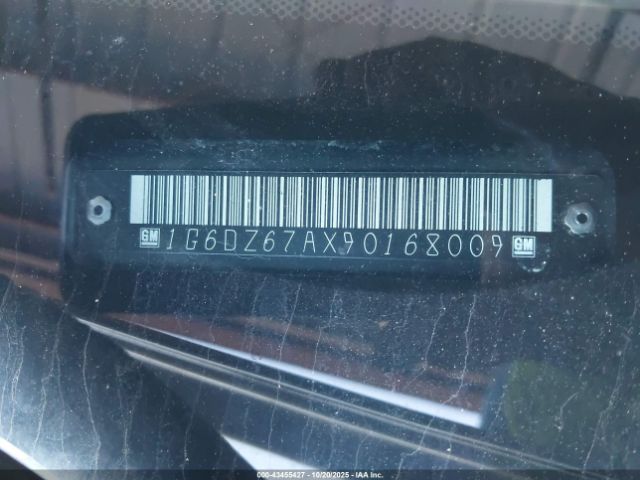 GM 1G6DZ67AX90168009 GM
000-43455427 - 10/20/2025 - IAA Inc.